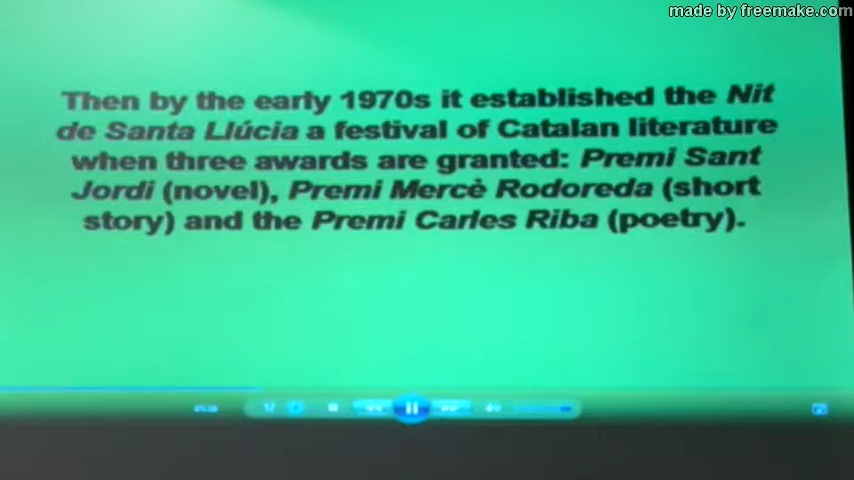 made by freemake.com
Then by the early 1970s it established the Nit
de Santa Llúcia a festival of Catalan literature
when three awards are granted: Premi Sant
Jordi (novel), Premi Mercè Rodoreda (short
story) and the Premi Carles Riba (poetry).